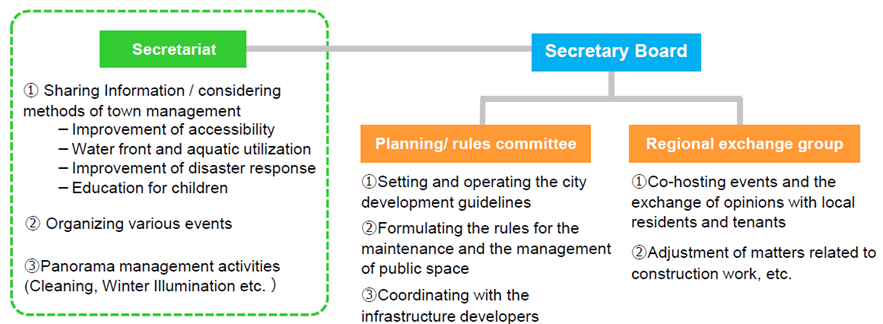 Secretariat
① Sharing Information / considering
methods of town management
– Improvement of accessibility
– Water front and aquatic utilization
– Improvement of disaster response
– Education for children
② Organizing various events
③Panorama management activities
(Cleaning, Winter Illumination etc. )
Secretary Board
Planning/ rules committee
①Setting and operating the city
development guidelines
②Formulating the rules for the
maintenance and the management
of public space
③Coordinating with the
infrastructure developers
Regional exchange group
①Co-hosting events and the
exchange of opinions with local
residents and tenants
②Adjustment of matters related to
construction work, etc.